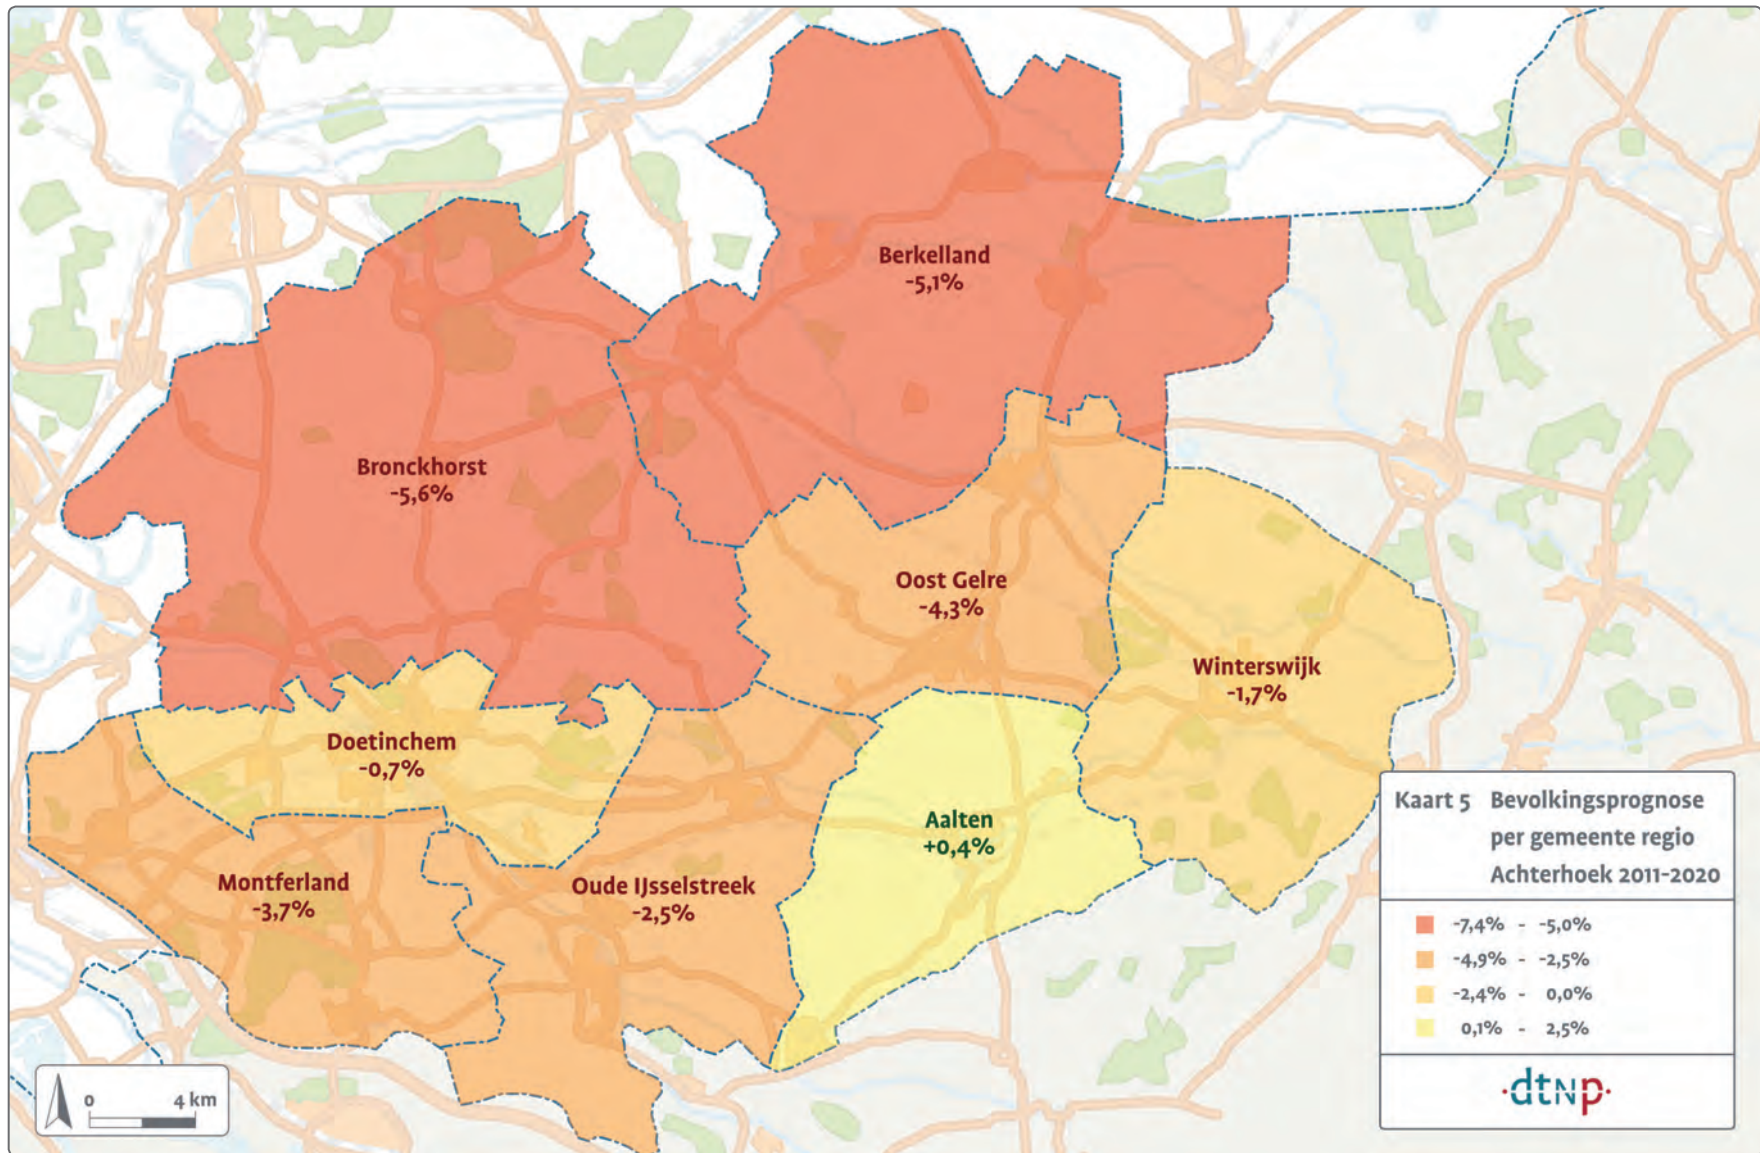 Berkelland
-5,1%
Bronckhorst
-5,6%
Oost Gelre
-4,3%
Winterswijk
-1,7%
Doetinchem
-0,7%
Aalten
+0,4%
Montferland
-3,7%
Oude IJsselstreek
-2,5%
Kaart 5 Bevolkingsprognose
per gemeente regio
Achterhoek 2011-2020
-7,4% - -5,0%
-4,9% - -2,5%
-2,4% - 0,0%
0,1% - 2,5%
·dtNp·
0 4 km